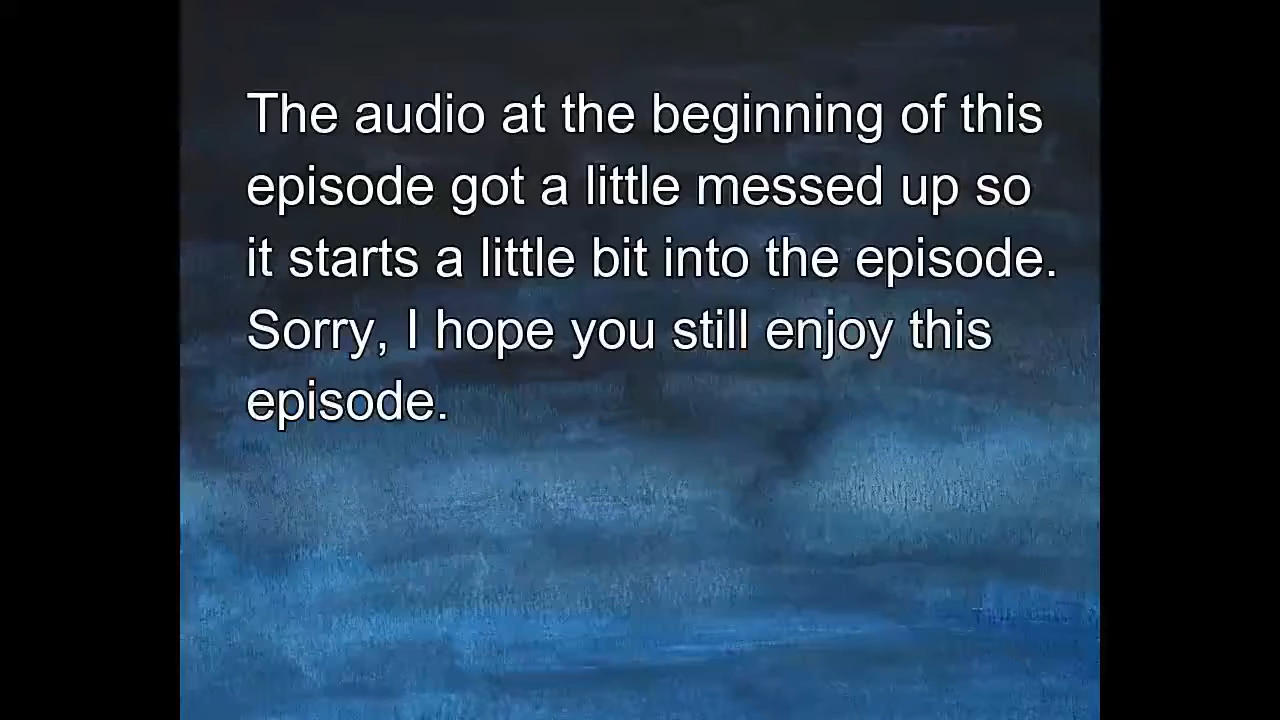 The audio at the beginning of this
episode got a little messed up so
it starts a little bit into the episode.
Sorry, I hope you still enjoy this
episode.